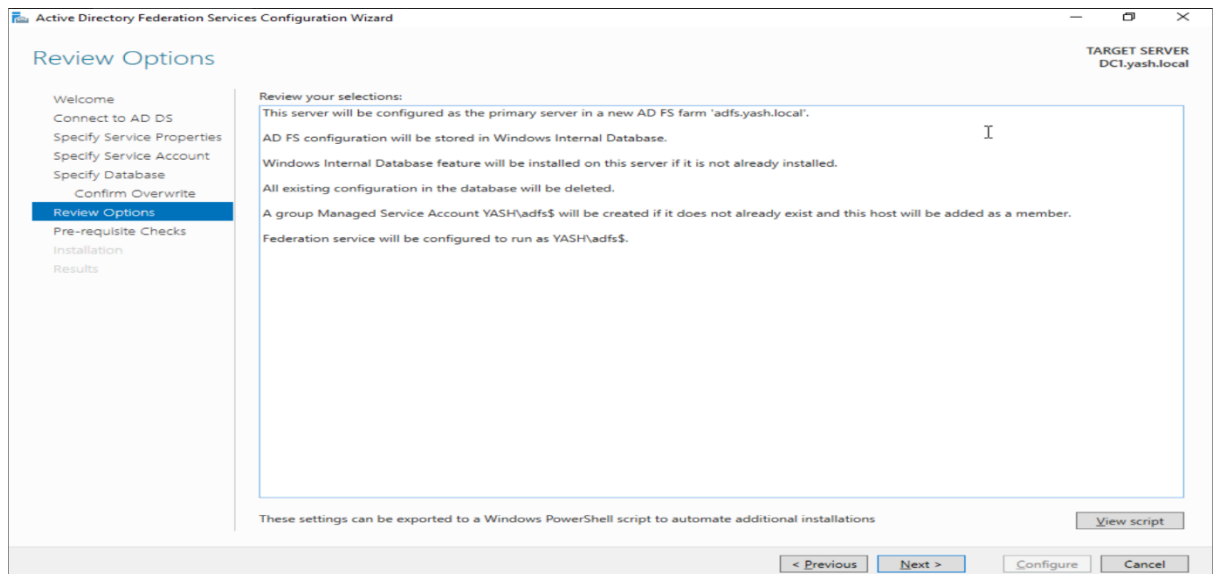 Active Directory Federation Services Configuration Wizard
Review Options
TARGET SERVER
DC1.yash.local
Welcome
Connect to AD DS
Specify Service Properties
Specify Service Account
Specify Database
Confirm Overwrite
Review Options
Pre-requisite Checks
Installation
Results
Review your selections:
This server will be configured as the primary server in a new AD FS farm 'adfs.yash.local'.
AD FS configuration will be stored in Windows Internal Database.
Windows Internal Database feature will be installed on this server if it is not already installed.
All existing configuration in the database will be deleted.
A group Managed Service Account YASH\adfs$ will be created if it does not already exist and this host will be added as a member.
Federation service will be configured to run as YASH\adfs$.
These settings can be exported to a Windows PowerShell script to automate additional installations
View script
< Previous
Next >
Configure
Cancel